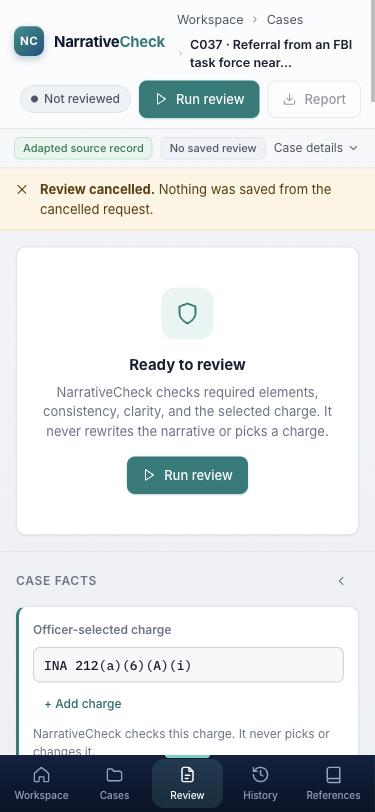 Workspace > Cases
NC NarrativeCheck
> C037 · Referral from an FBI
task force near...
Not reviewed
Run review
Report
Adapted source record
No saved review
Case details
Review cancelled. Nothing was saved from the
cancelled request.
Ready to review
NarrativeCheck checks required elements,
consistency, clarity, and the selected charge. It
never rewrites the narrative or picks a charge.
Run review
CASE FACTS
Officer-selected charge
INA 212(a)(6)(A)(i)
+ Add charge
NarrativeCheck checks this charge. It never picks or
changes it.
Workspace
Cases
Review
History
References